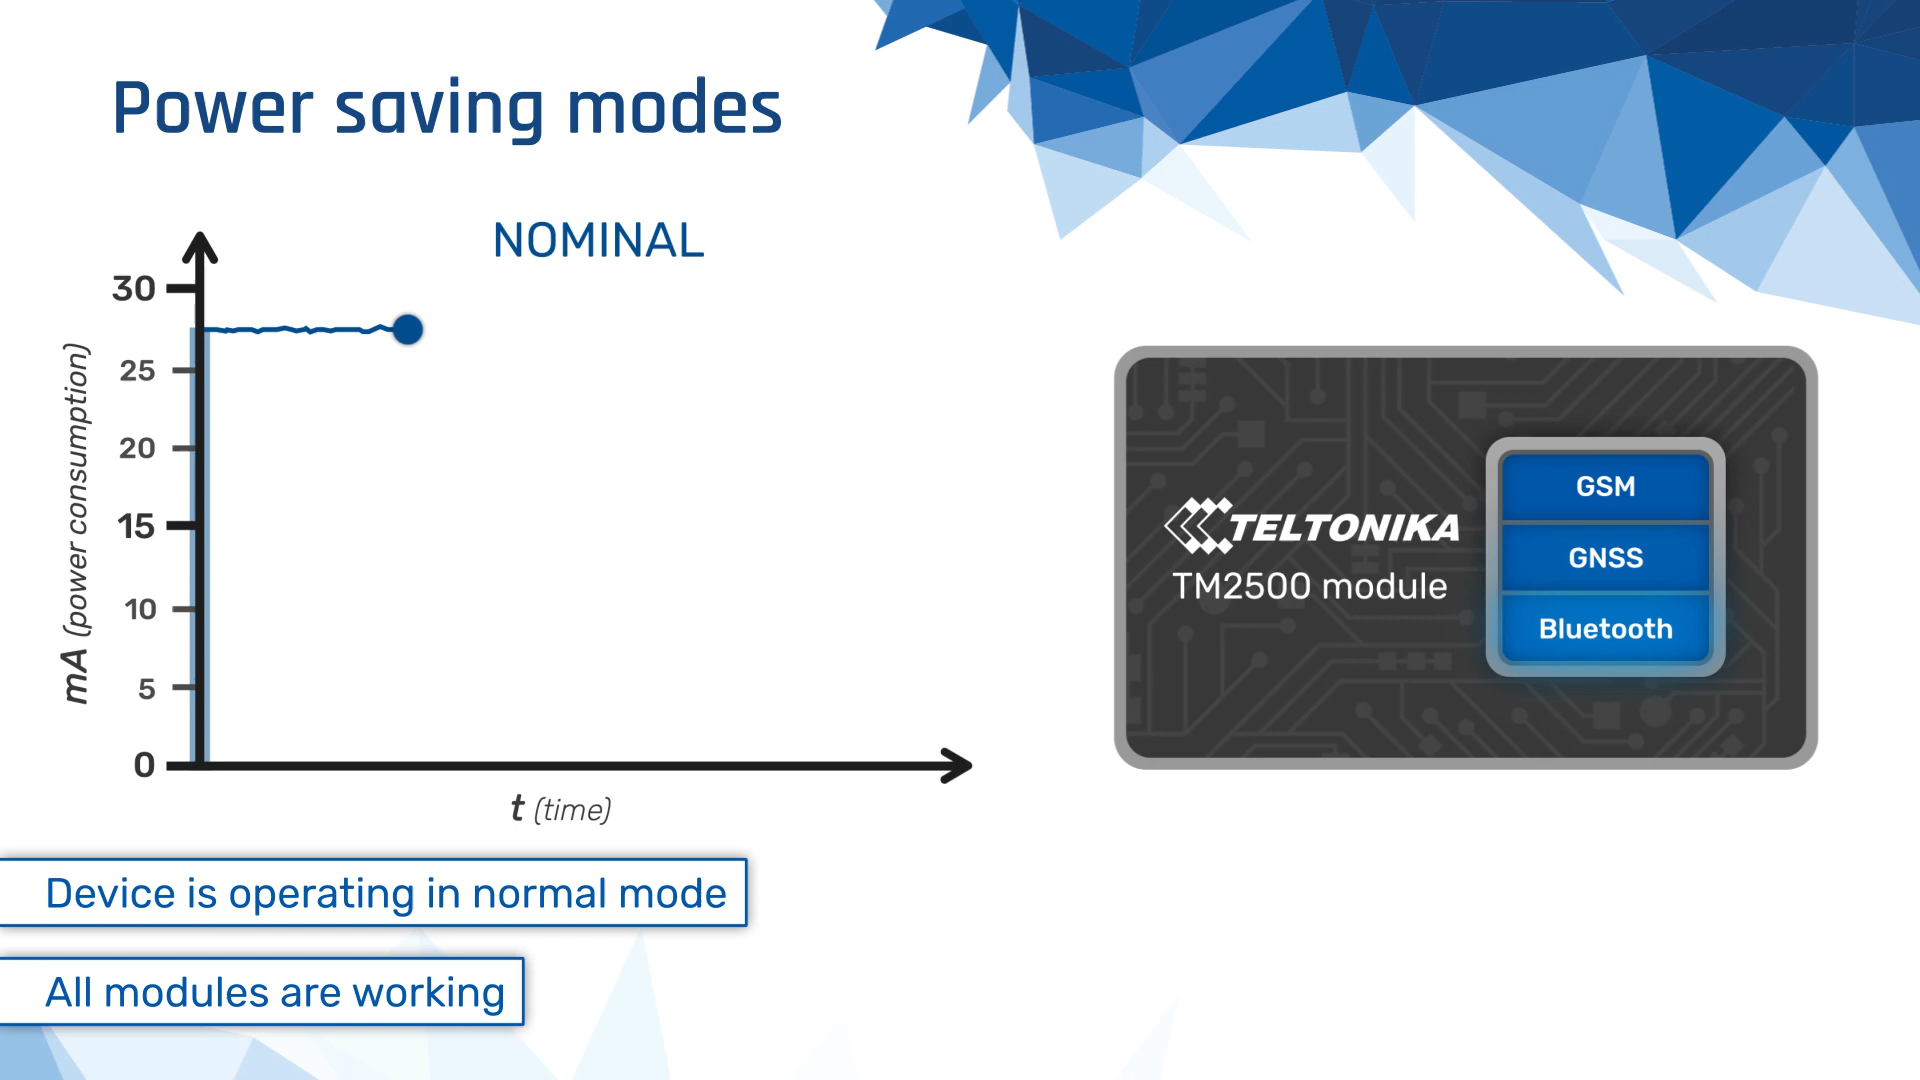 Power saving modes
NOMINAL
mA (power consumption)
30
25
20
15
10
5
0
t (time)
TELTONIKA
TM2500 module
GSM
GNSS
Bluetooth
Device is operating in normal mode
All modules are working